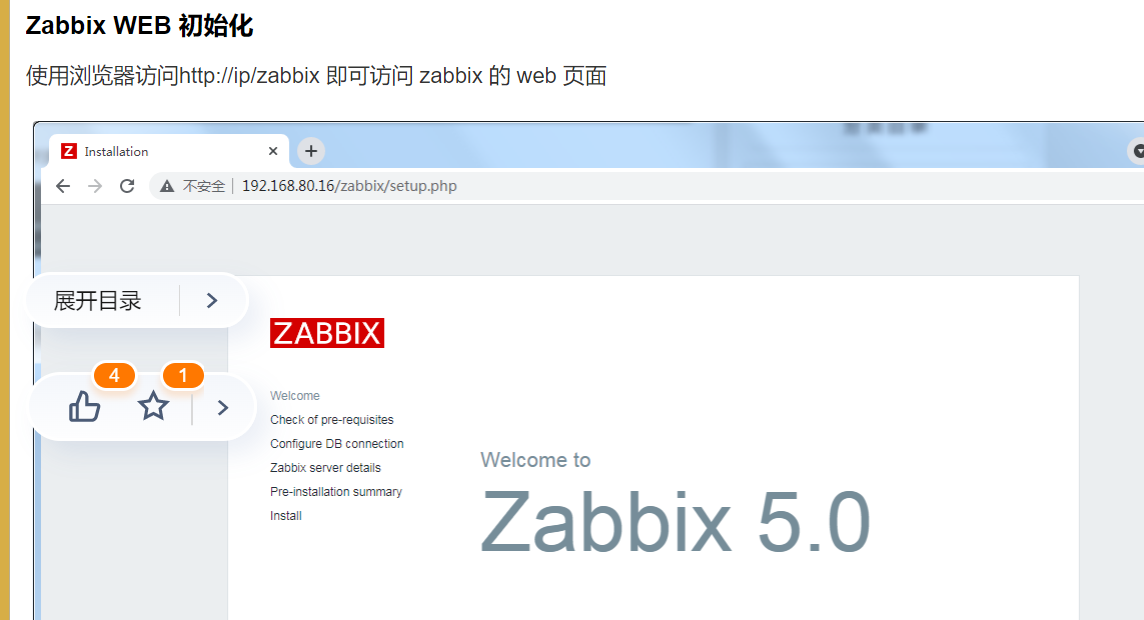 Zabbix WEB 初始化
使用浏览器访问http://ip/zabbix 即可访问 zabbix 的 web 页面
Z Installation
不安全 192.168.80.16/zabbix/setup.php
展开目录
ZABBIX
4 1
Welcome
Check of pre-requisites
Configure DB connection
Zabbix server details
Pre-installation summary
Install
Welcome to
Zabbix 5.0